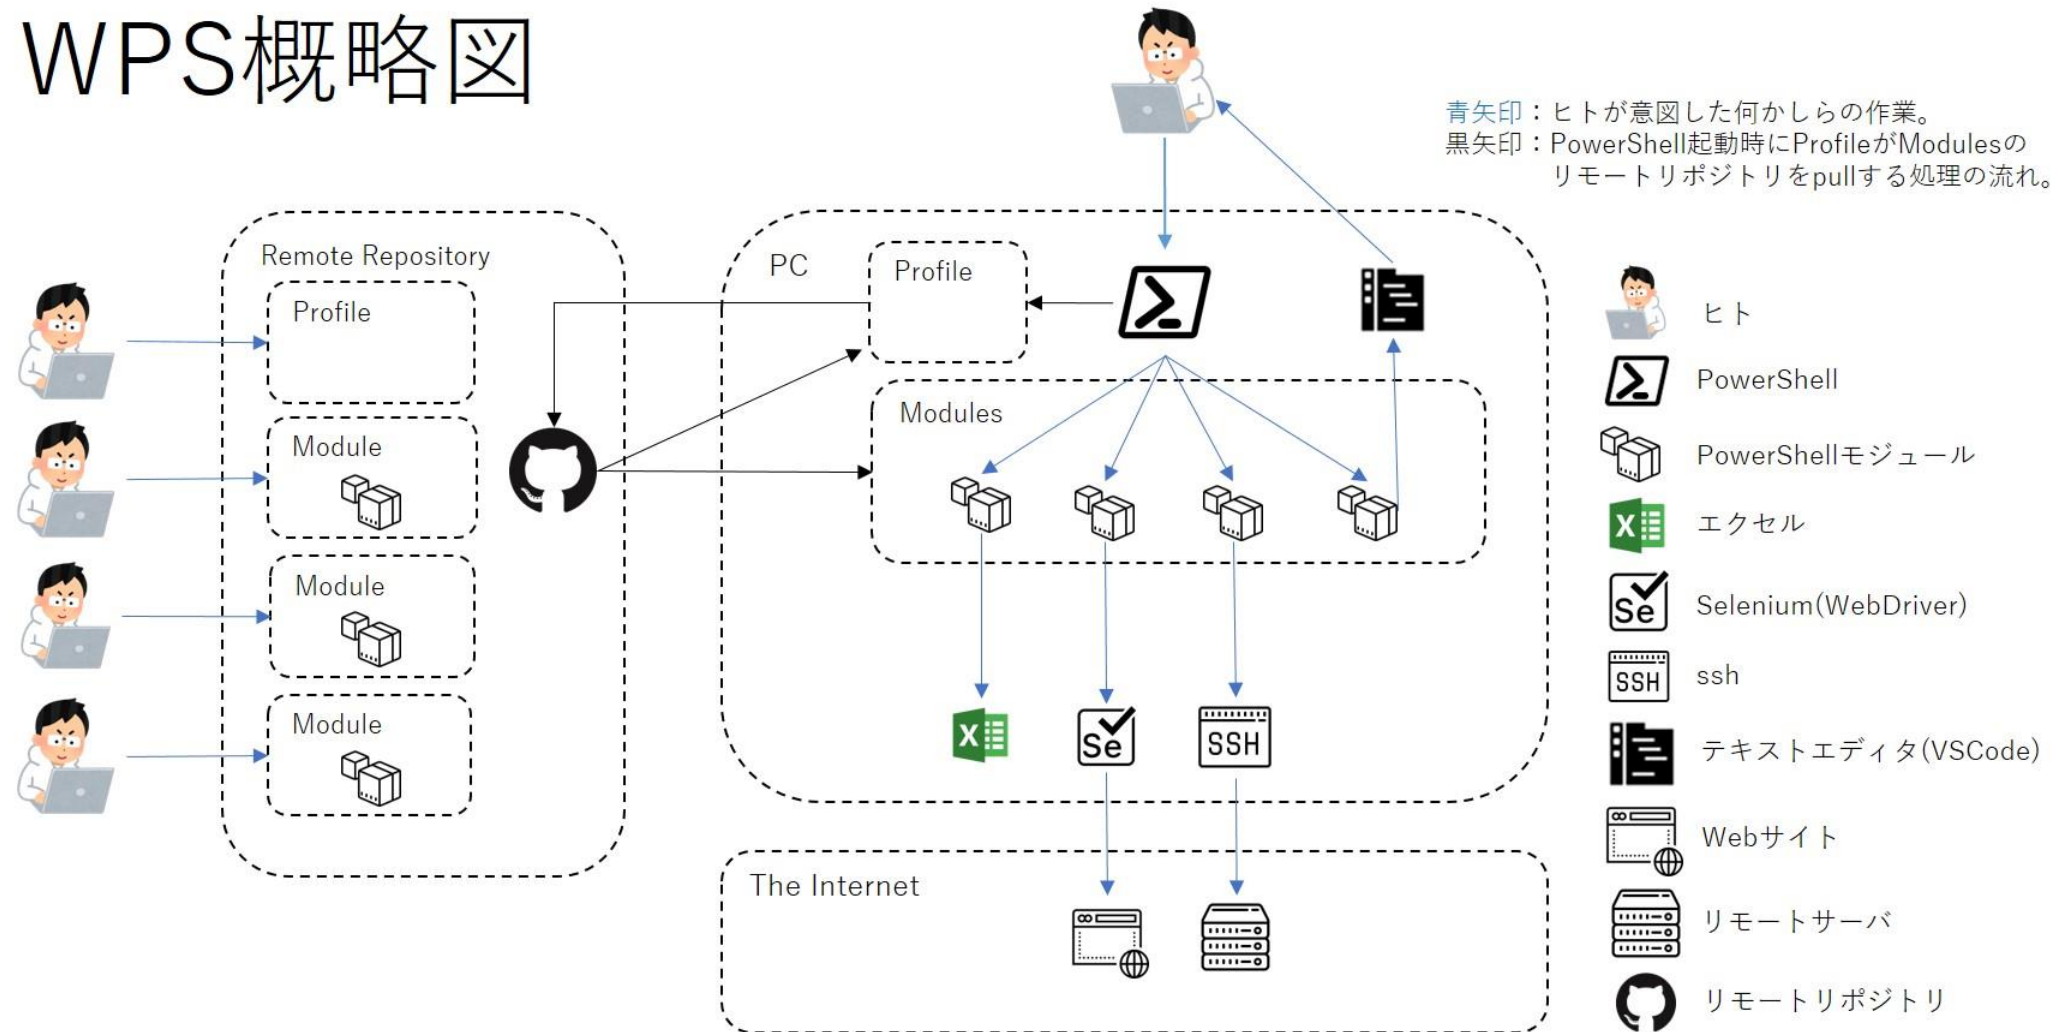 WPS概略図
青矢印：ヒトが意図した何かしらの作業。
黒矢印：PowerShell起動時にProfileがModulesの
リモートリポジトリをpullする処理の流れ。
Remote Repository
Profile
Module
Module
Module
PC
Profile
Modules
Se
SSH
The Internet
ヒト
PowerShell
PowerShellモジュール
X
エクセル
Se
Selenium(WebDriver)
SSH
ssh
テキストエディタ(VSCode)
Webサイト
リモートサーバ
リモートリポジトリ
X